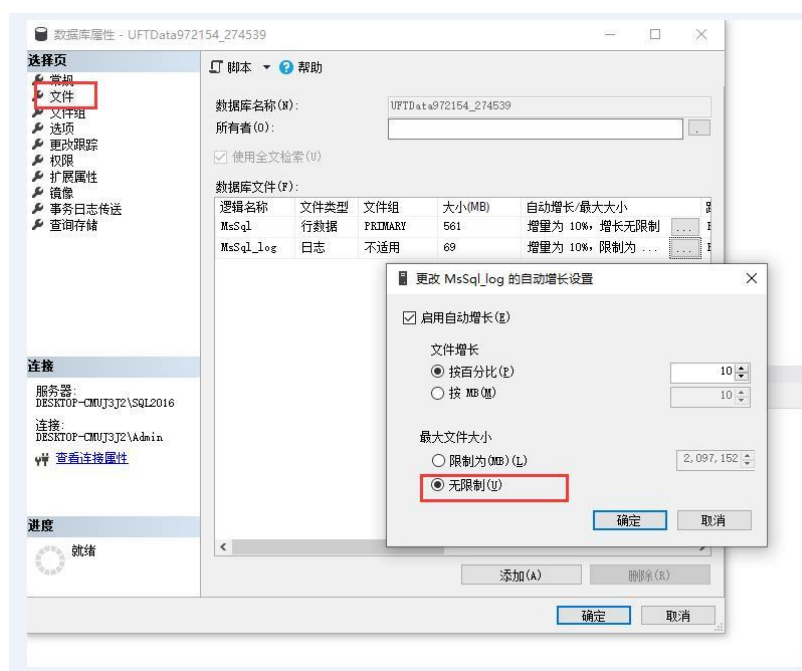 数据库属性 - UFTData972154_274539
选择页
常规
文件
文件组
选项
更改跟踪
权限
扩展属性
镜像
事务日志传送
查询存储
连接
服务器:
DESKTOP-CMUJ3J2\SQL2016
连接:
DESKTOP-CMUJ3J2\Admin
查看连接属性
进度
就绪
脚本 帮助
数据库名称(N): UFTData972154_274539
所有者(O):
使用全文检索(U)
数据库文件(F):
逻辑名称 文件类型 文件组 大小(MB) 自动增长/最大大小
MsSql 行数据 PRIMARY 561 增量为 10%，增长无限制 ...
MsSql_log 日志 不适用 69 增量为 10%，限制为 ... ...
更改 MsSql_log 的自动增长设置
启用自动增长(E)
文件增长
按百分比(P) 10
按 MB(M) 10
最大文件大小
限制为(MB)(L) 2,097,152
无限制(U)
确定 取消
添加(A) 删除(R)
确定 取消